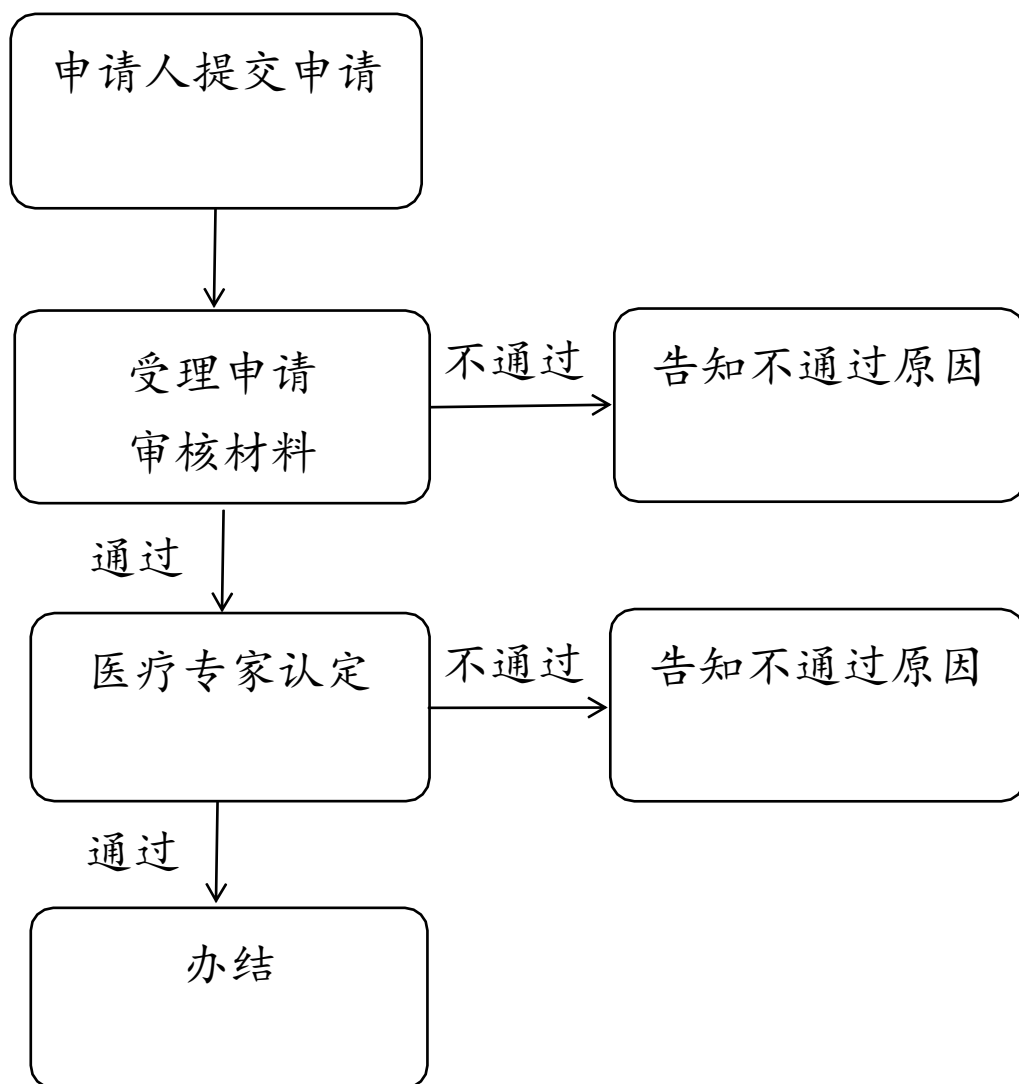 申请人提交申请
受理申请
审核材料
不通过
告知不通过原因
通过
医疗专家认定
不通过
告知不通过原因
通过
办结